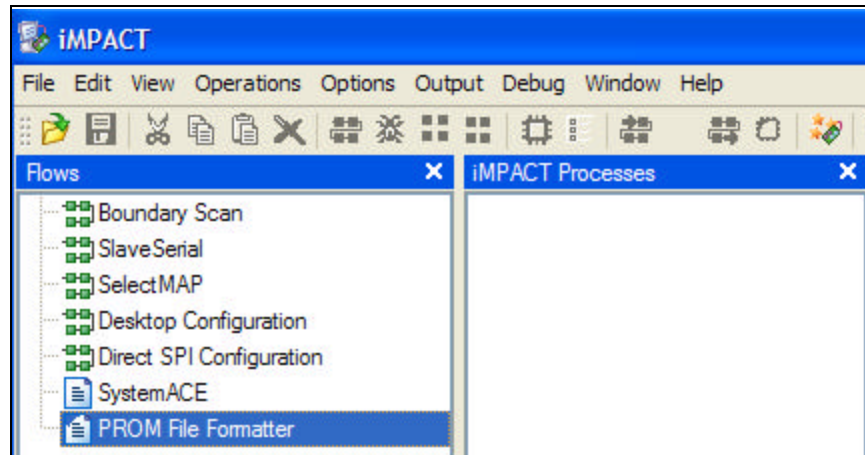 iMPACT
File Edit View Operations Options Output Debug Window Help
Flows
iMPACT Processes
Boundary Scan
SlaveSerial
SelectMAP
Desktop Configuration
Direct SPI Configuration
SystemACE
PROM File Formatter